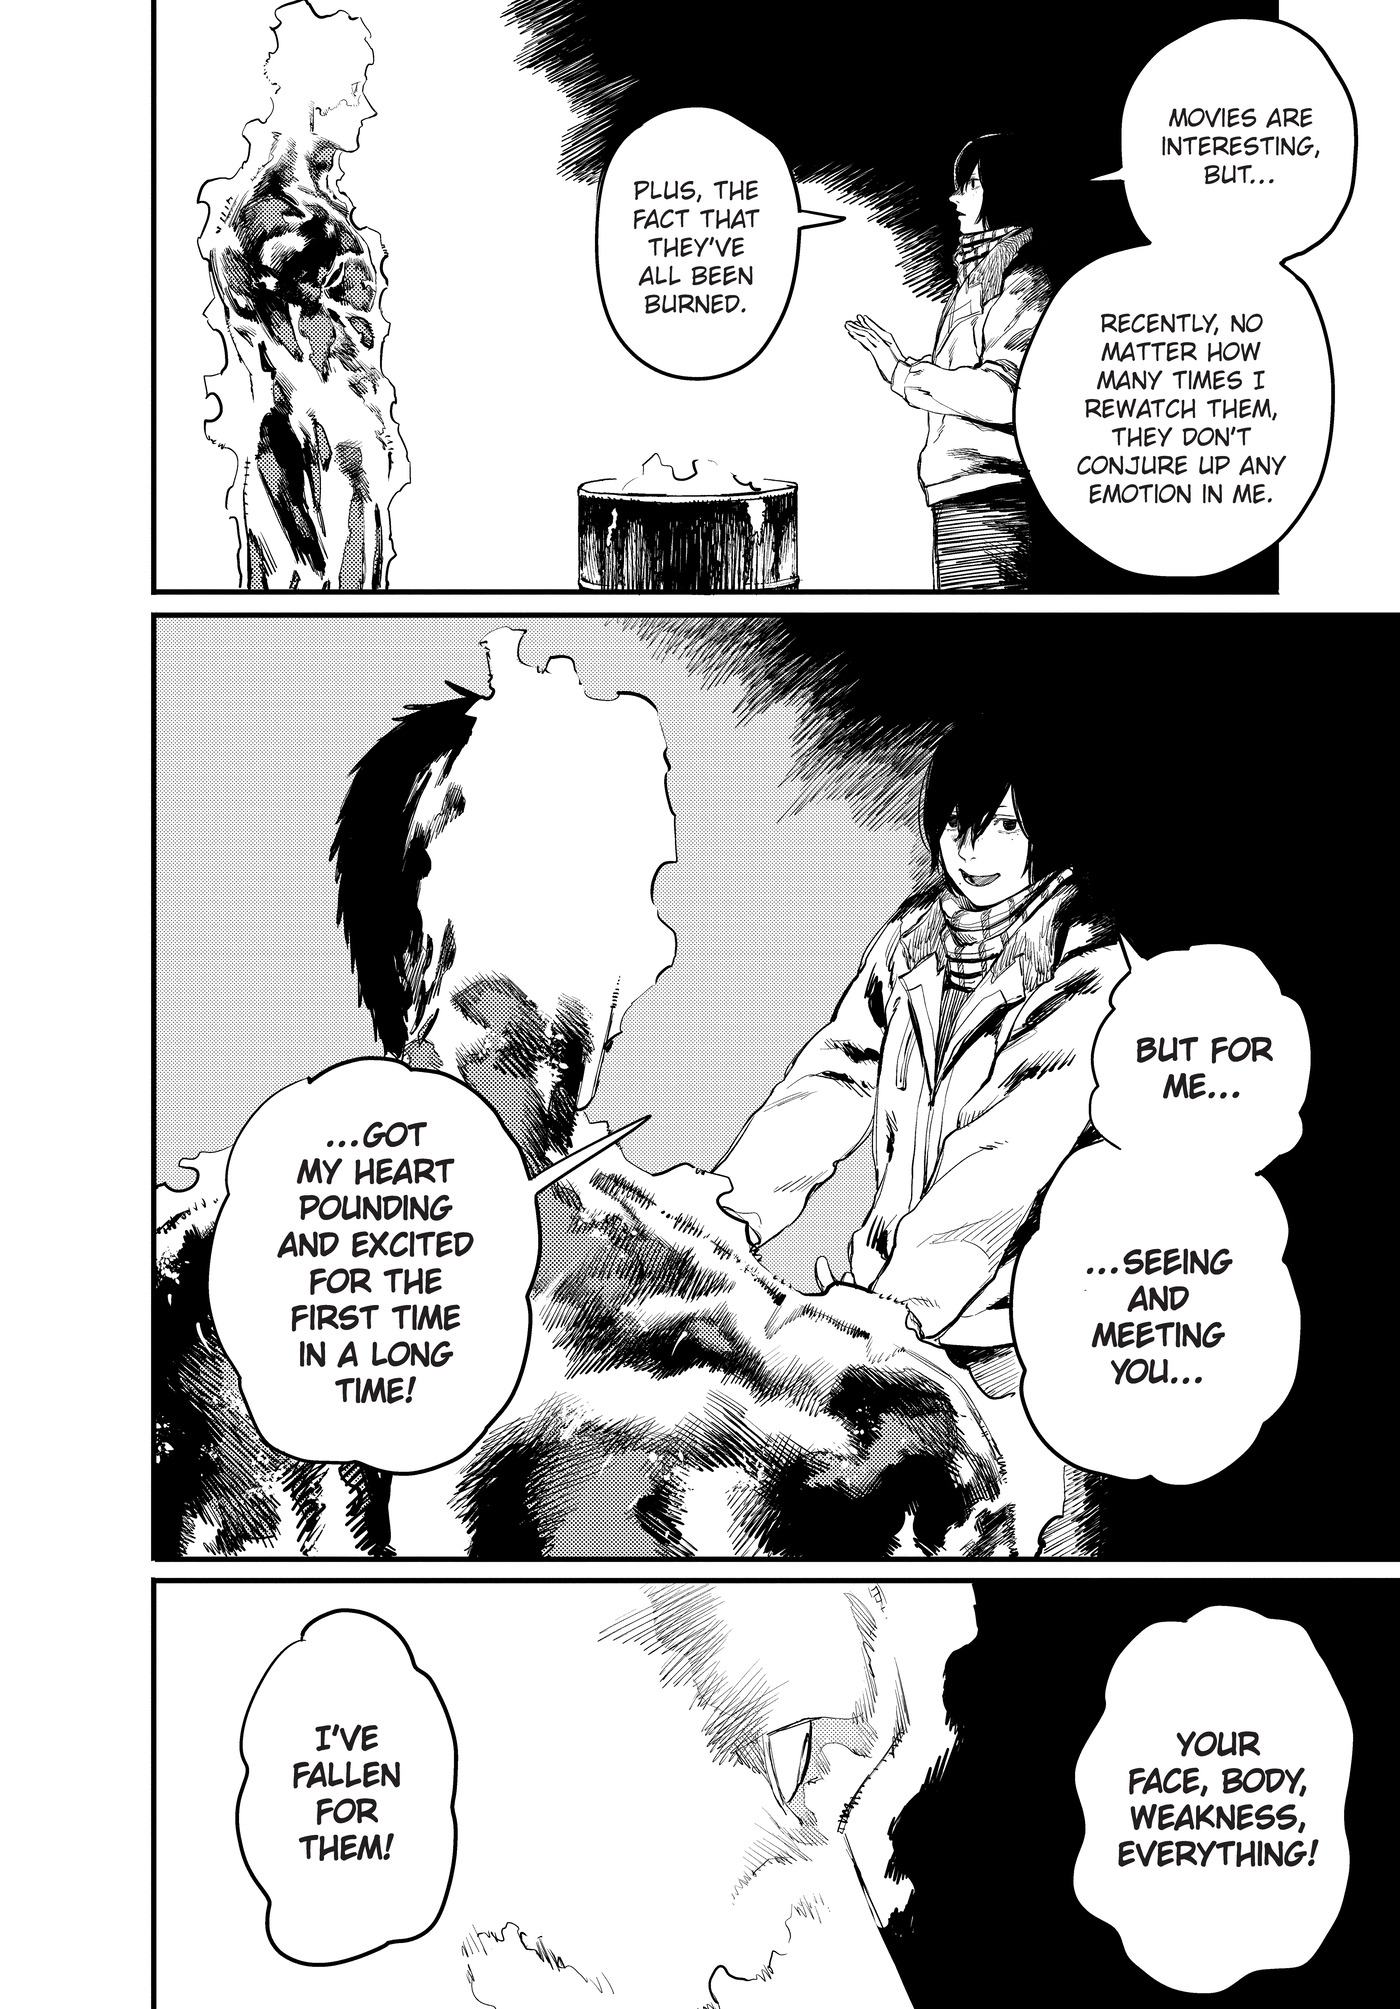 MOVIES ARE
INTERESTING,
BUT...
RECENTLY, NO
MATTER HOW
MANY TIMES I
REWATCH THEM,
THEY DON'T
CONJURE UP ANY
EMOTION IN ME.
PLUS, THE
FACT THAT
THEY'VE
ALL BEEN
BURNED.
BUT FOR
ME...
...SEEING
AND
MEETING
YOU...
...GOT
MY HEART
POUNDING
AND EXCITED
FOR THE
FIRST TIME
IN A LONG
TIME!
YOUR
FACE, BODY,
WEAKNESS,
EVERYTHING!
I'VE
FALLEN
FOR
THEM!